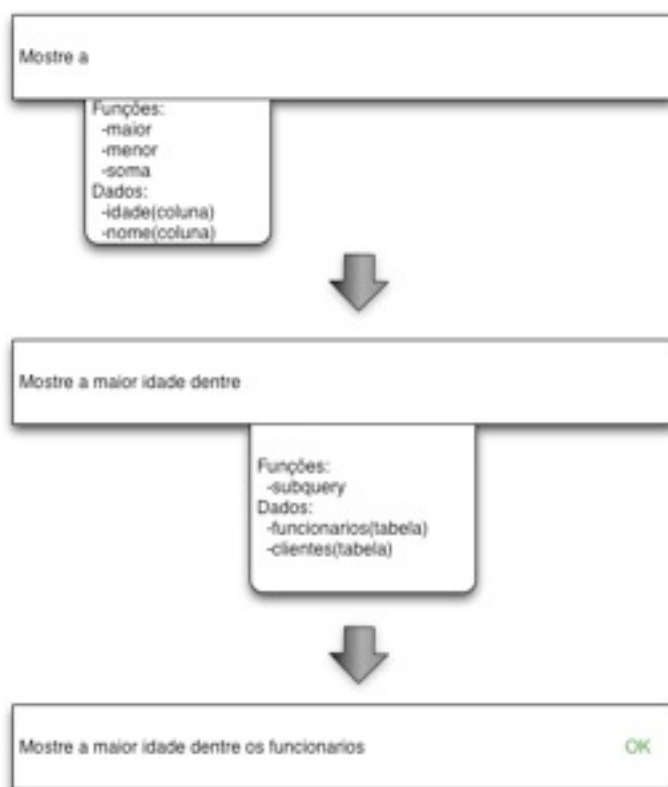 Mostre a
Funções:
-maior
-menor
-soma
Dados:
-idade(coluna)
-nome(coluna)
Mostre a maior idade dentre
Funções:
-subquery
Dados:
-funcionarios(tabela)
-clientes(tabela)
Mostre a maior idade dentre os funcionarios
OK